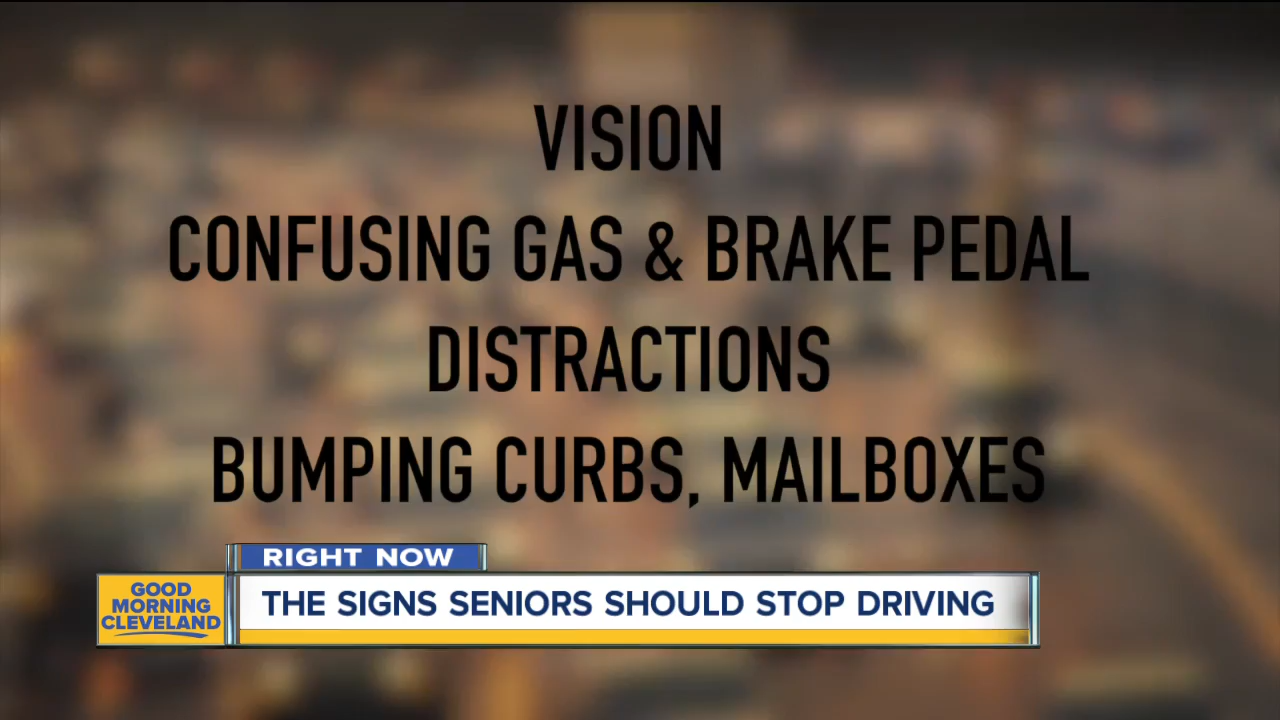 VISION
CONFUSING GAS & BRAKE PEDAL
DISTRACTIONS
BUMPING CURBS, MAILBOXES
RIGHT NOW
GOOD
MORNING
CLEVELAND
THE SIGNS SENIORS SHOULD STOP DRIVING